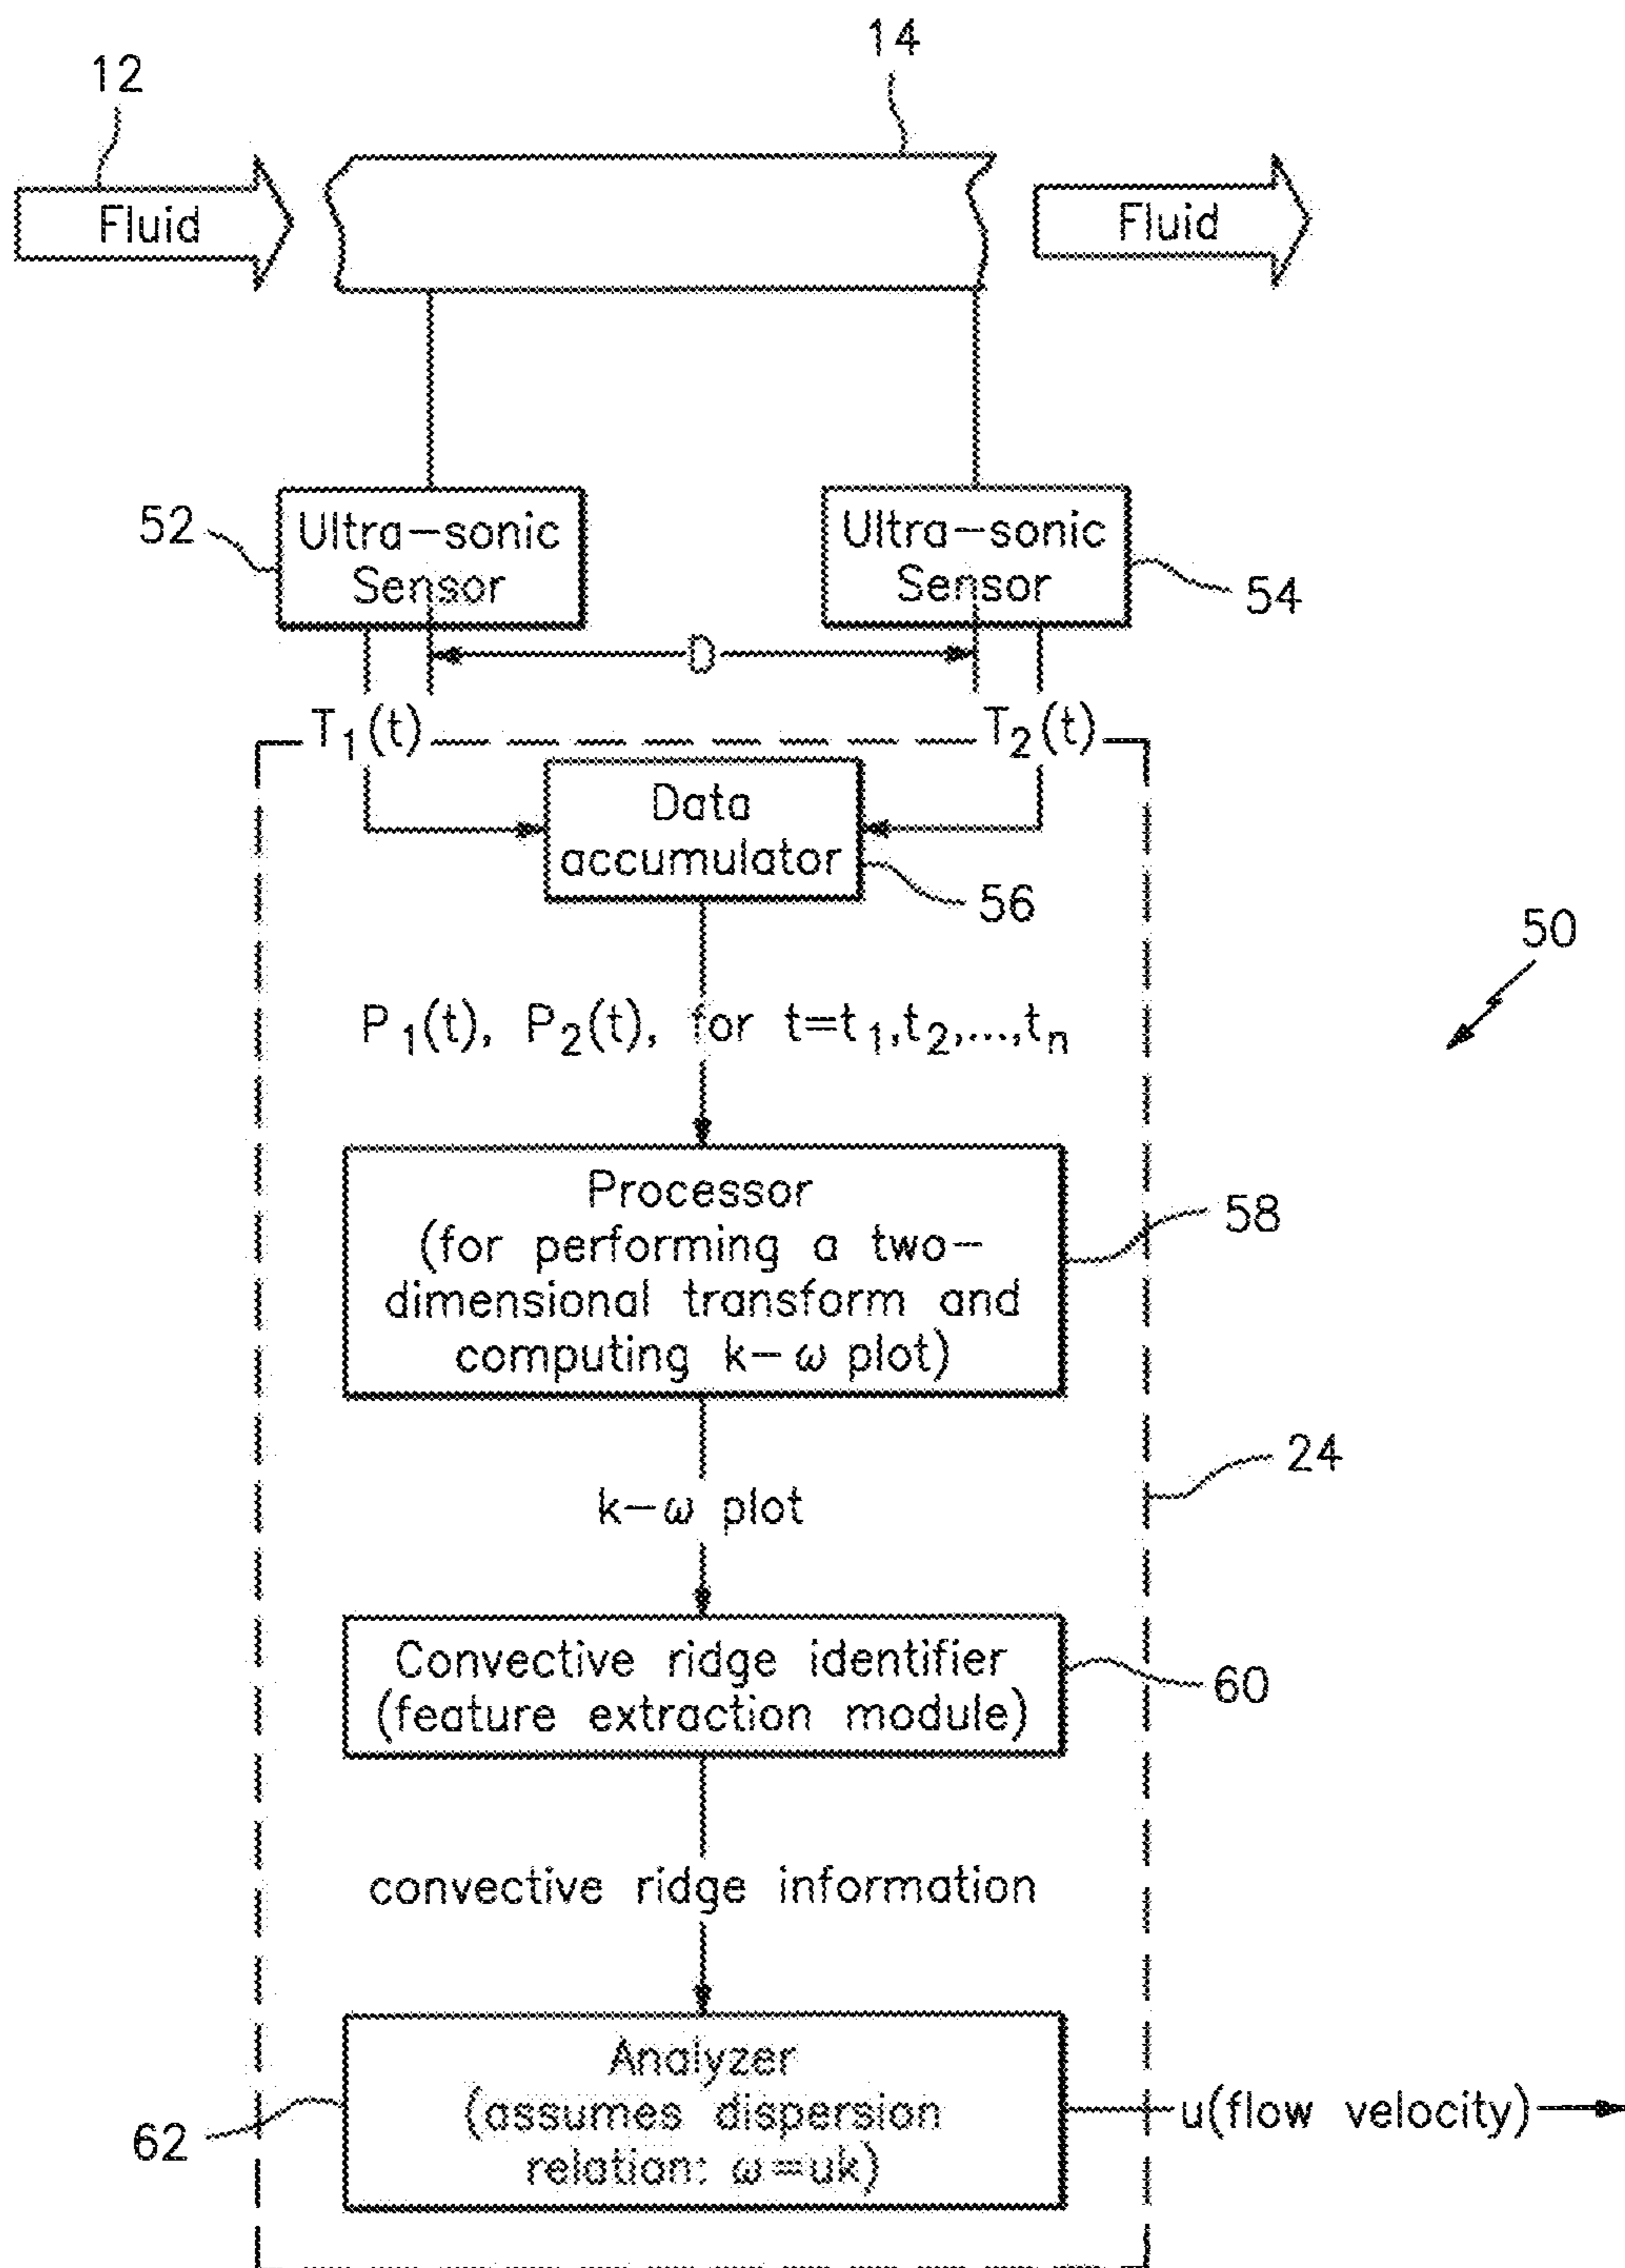 14
12
Fluid
Fluid
52
Ultra-sonic
Sensor
Ultra-sonic
Sensor
54
D
T1(t)
T2(t)
Data
accumulator
56
50
P1(t), P2(t), for t=t1,t2,...,tn
Processor
(for performing a two-
dimensional transform and
computing k-ω plot)
58
24
k-ω plot
Convective ridge identifier
(feature extraction module)
60
convective ridge information
Analyzer
(assumes dispersion
relation: ω=uk)
62
u(flow velocity)